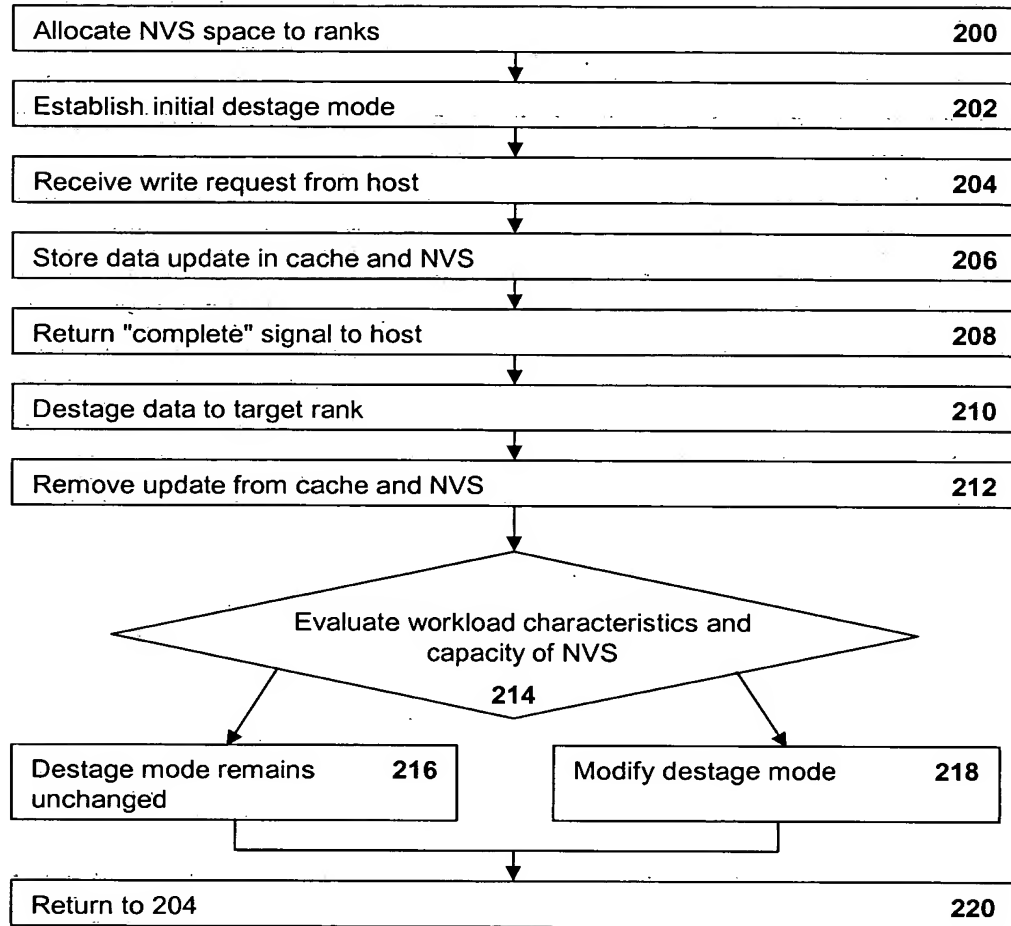 Allocate NVS space to ranks 200
Establish initial destage mode 202
Receive write request from host 204
Store data update in cache and NVS 206
Return "complete" signal to host 208
Destage data to target rank 210
Remove update from cache and NVS 212
Evaluate workload characteristics and
capacity of NVS
214
Destage mode remains 216
unchanged
Modify destage mode 218
Return to 204 220